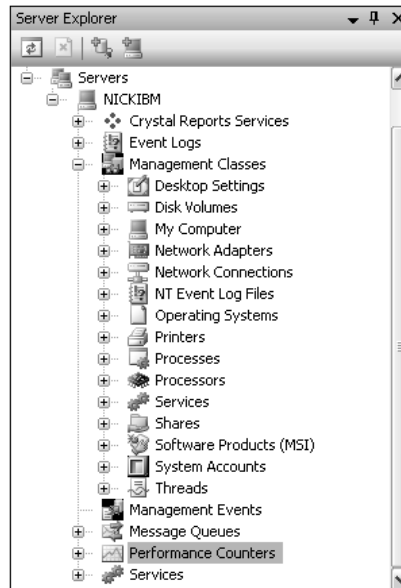 Server Explorer
Servers
NICKIBM
Crystal Reports Services
Event Logs
Management Classes
Desktop Settings
Disk Volumes
My Computer
Network Adapters
Network Connections
NT Event Log Files
Operating Systems
Printers
Processes
Processors
Services
Shares
Software Products (MSI)
System Accounts
Threads
Management Events
Message Queues
Performance Counters
Services